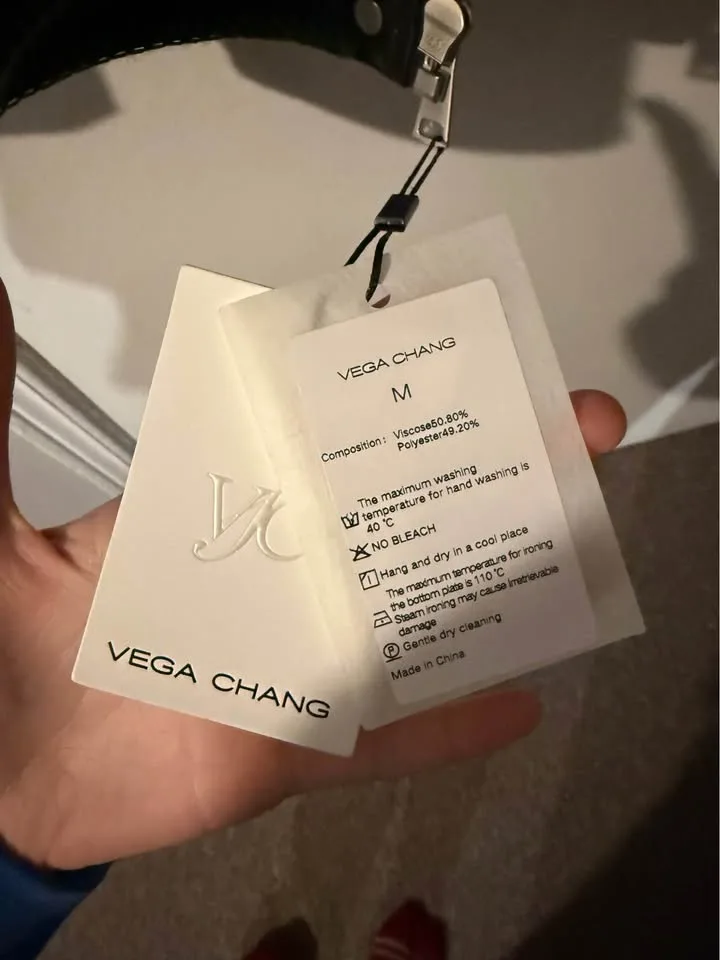 VEGA CHANG
M
Composition: Viscose50.80%
Polyester49.20%
The maximum washing
temperature for hand washing is
40 °C
NO BLEACH
Hang and dry in a cool place
The maximum temperature for ironing
the bottom plate is 110 °C
Steam ironing may cause irretrievable
damage
P Gentle dry cleaning
Made in China
VC
VEGA CHANG